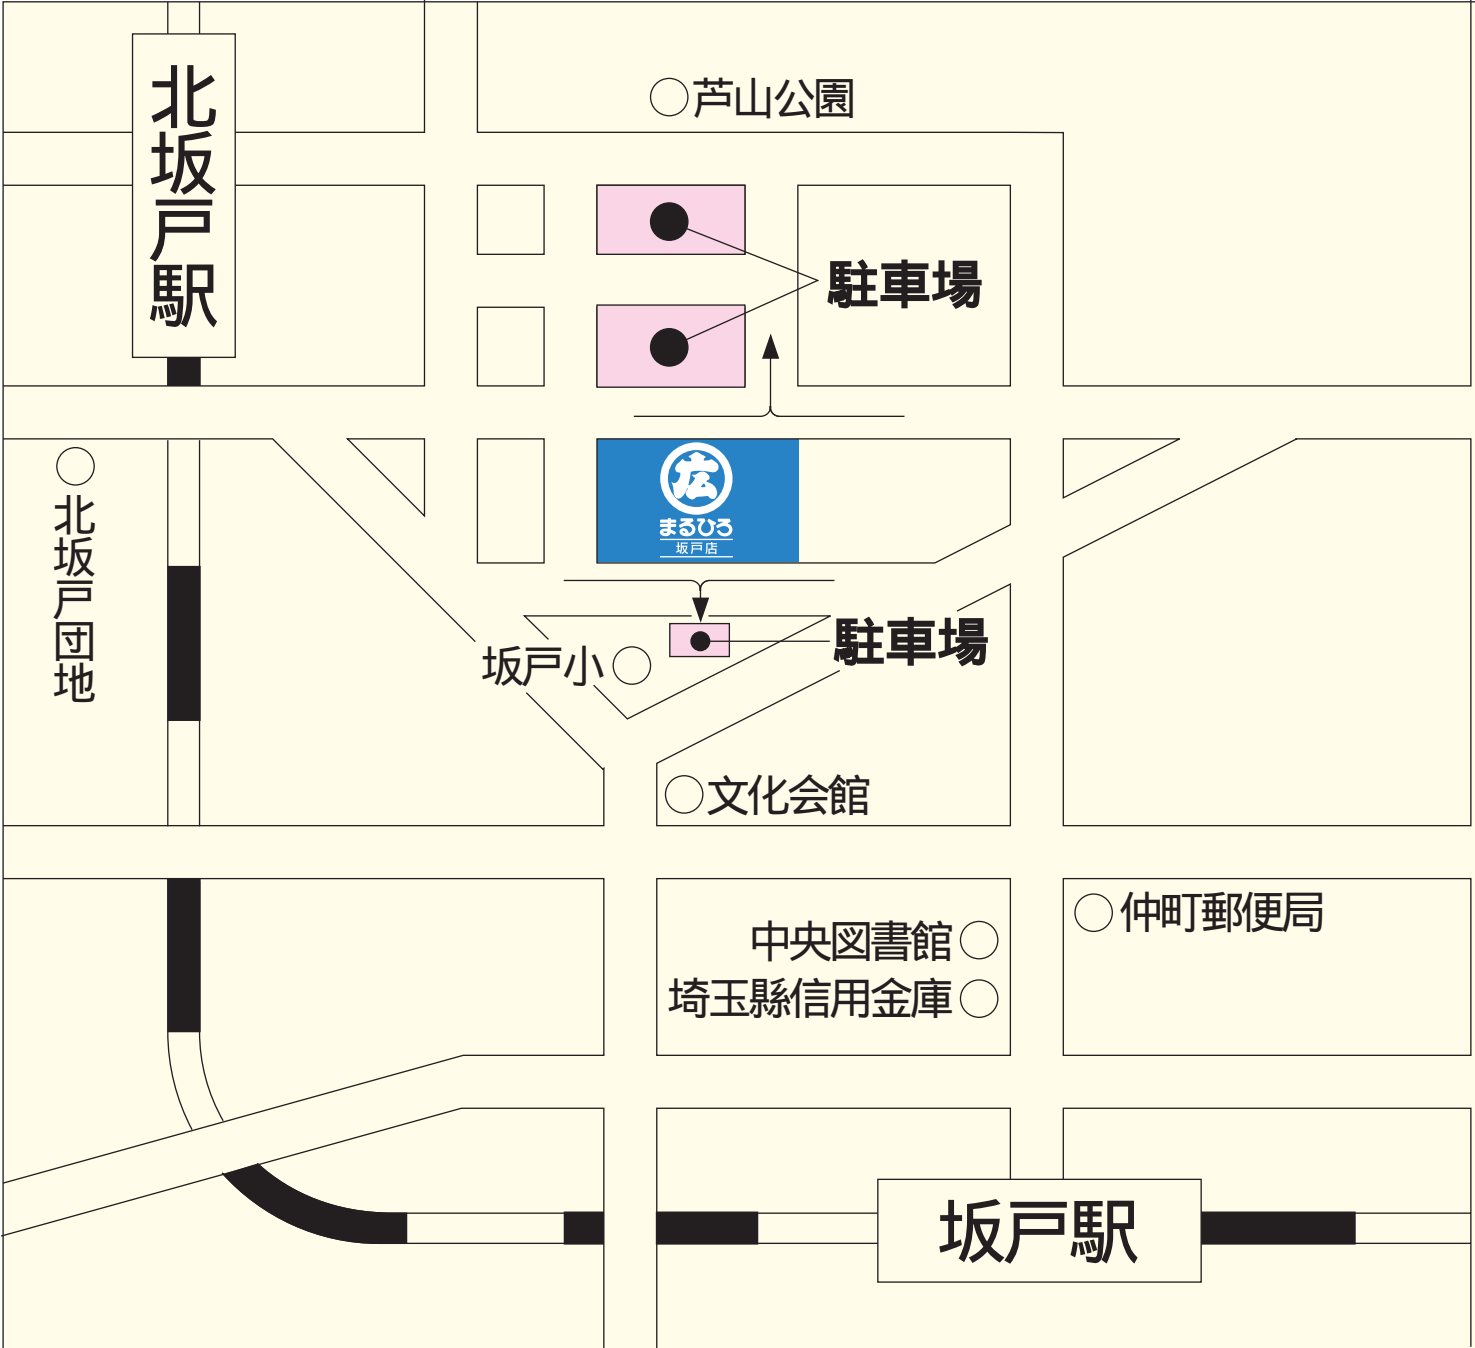 北坂戸駅
芦山公園
駐車場
広
まるひろ
坂戸店
北坂戸団地
駐車場
坂戸小
文化会館
仲町郵便局
中央図書館
埼玉縣信用金庫
坂戸駅